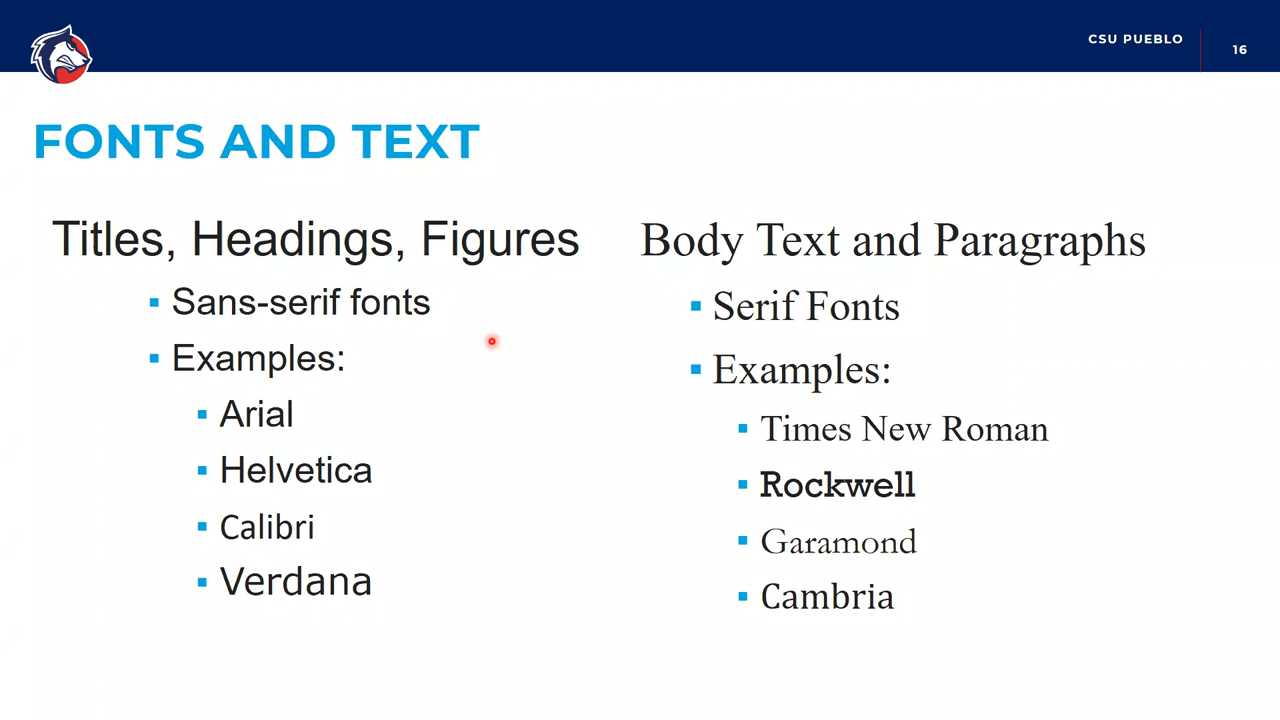 CSU PUEBLO
16
FONTS AND TEXT
Titles, Headings, Figures
Sans-serif fonts
Examples:
Arial
Helvetica
Calibri
Verdana
Body Text and Paragraphs
Serif Fonts
Examples:
Times New Roman
Rockwell
Garamond
Cambria